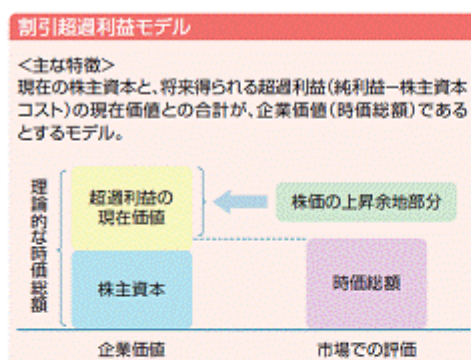 割引超過利益モデル
<主な特徴>
現在の株主資本と、将来得られる超過利益(純利益−株主資本
コスト)の現在価値との合計が、企業価値(時価総額)である
とするモデル。
理論的な時価総額
超過利益の
現在価値
株価の上昇余地部分
株主資本
時価総額
企業価値
市場での評価